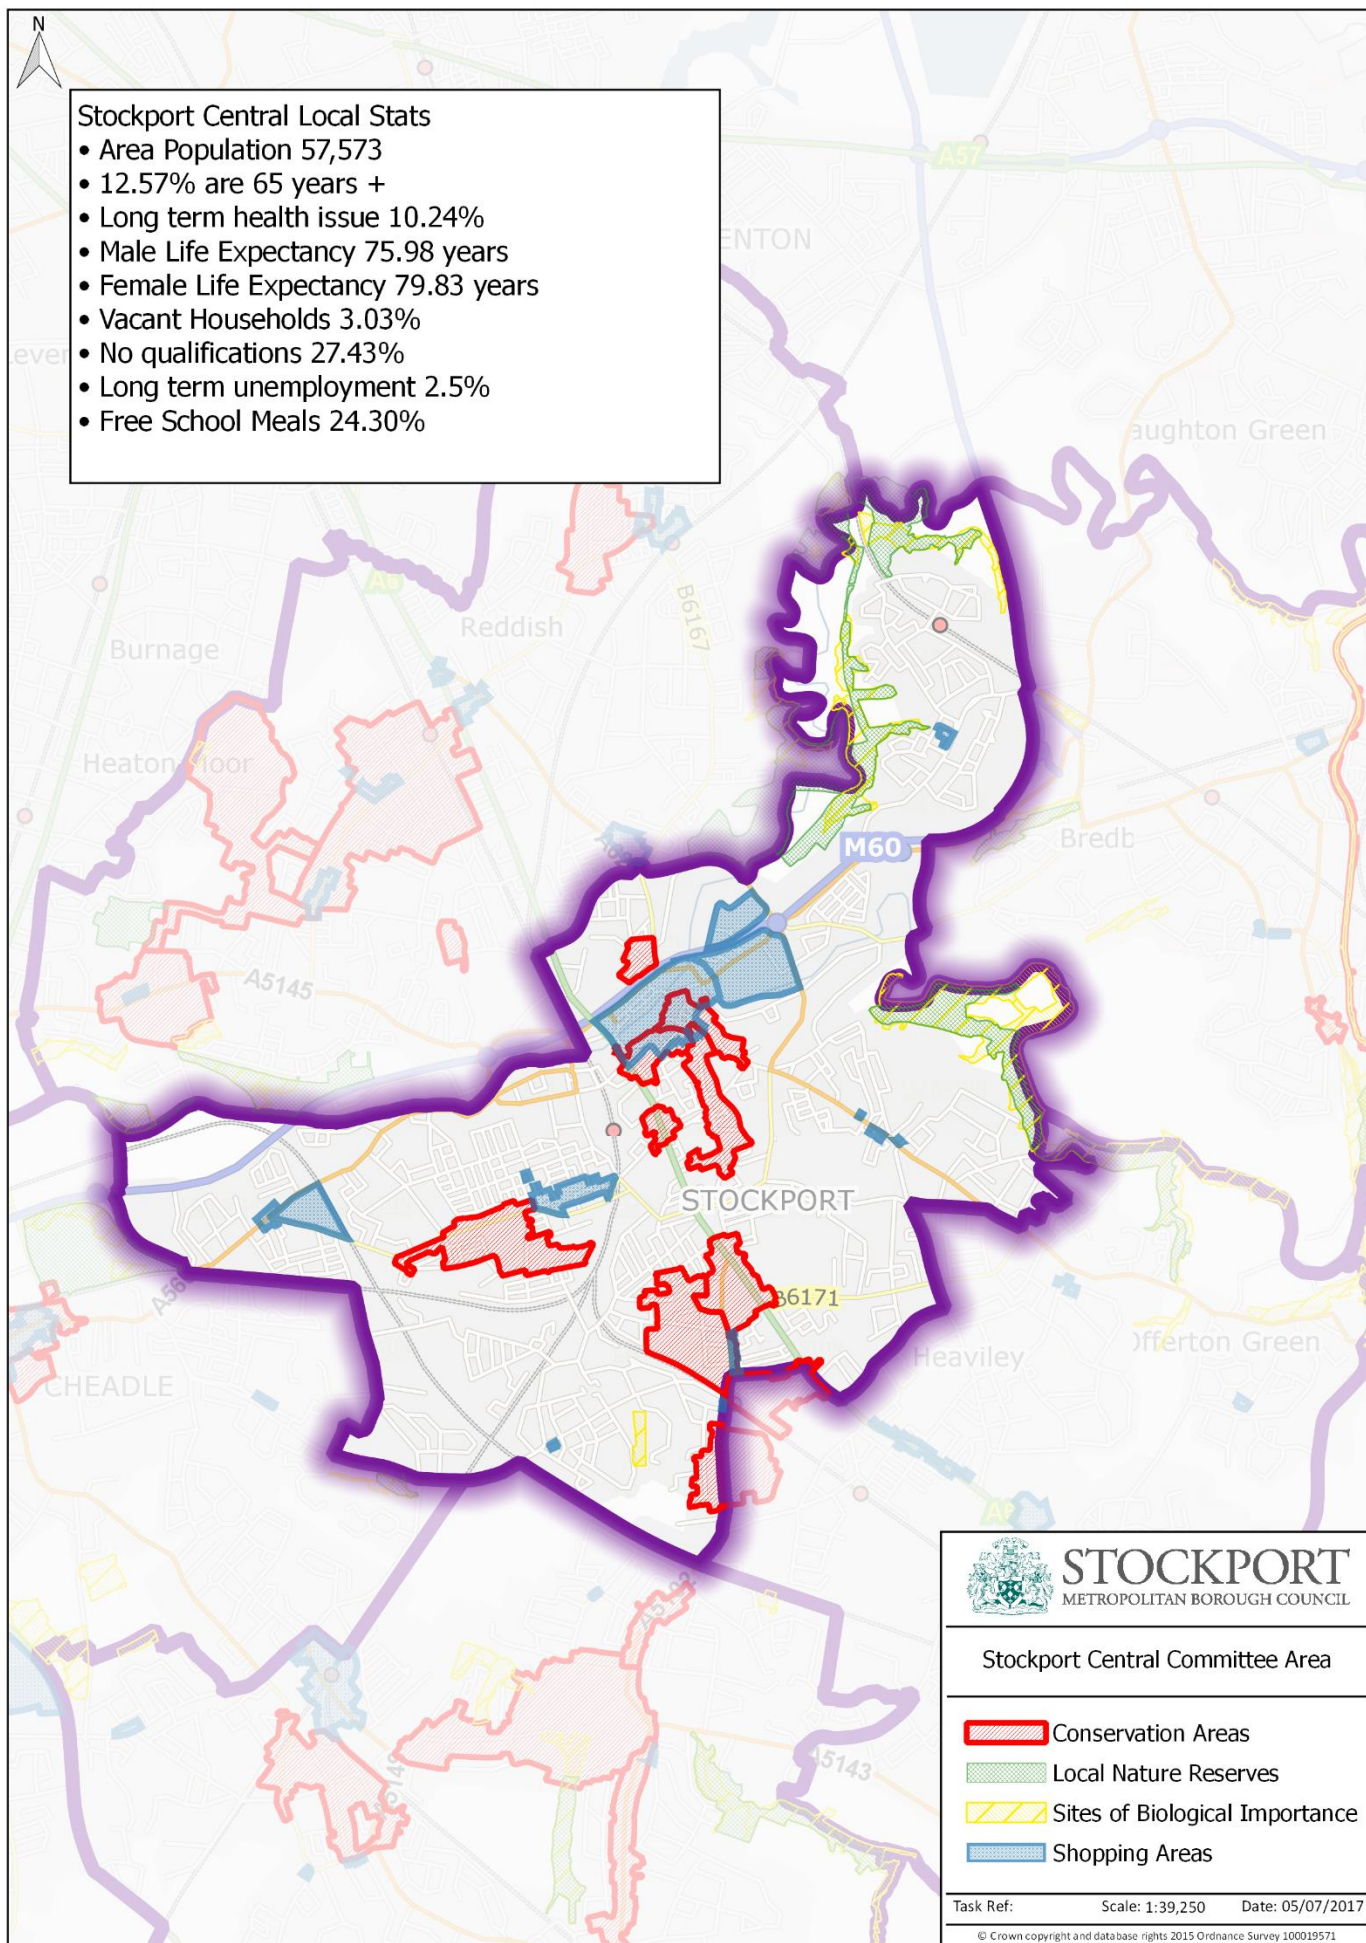 N
Stockport Central Local Stats
• Area Population 57,573
• 12.57% are 65 years +
• Long term health issue 10.24%
• Male Life Expectancy 75.98 years
• Female Life Expectancy 79.83 years
• Vacant Households 3.03%
• No qualifications 27.43%
• Long term unemployment 2.5%
• Free School Meals 24.30%
A57
ENTON
aughton Green
A6
Reddish
B6167
Burnage
Heaton Moor
M60
Bredb
A5145
STOCKPORT
B6171
Heaviley
Offerton Green
CHEADLE
A6
A5143
STOCKPORT
METROPOLITAN BOROUGH COUNCIL
Stockport Central Committee Area
Conservation Areas
Local Nature Reserves
Sites of Biological Importance
Shopping Areas
Task Ref: Scale: 1:39,250 Date: 05/07/2017
© Crown copyright and database rights 2015 Ordnance Survey 100019571